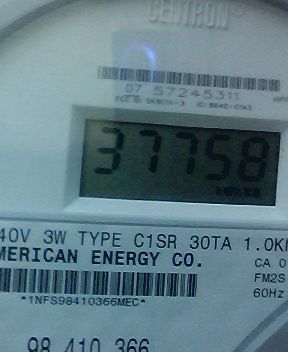 CENTRON
07 57245311
37758
40V 3W TYPE C1SR 30TA 1.0K
MERICAN ENERGY CO.
CA 0
FM2S
60Hz
*1NFS98410366MEC*
98 410 366